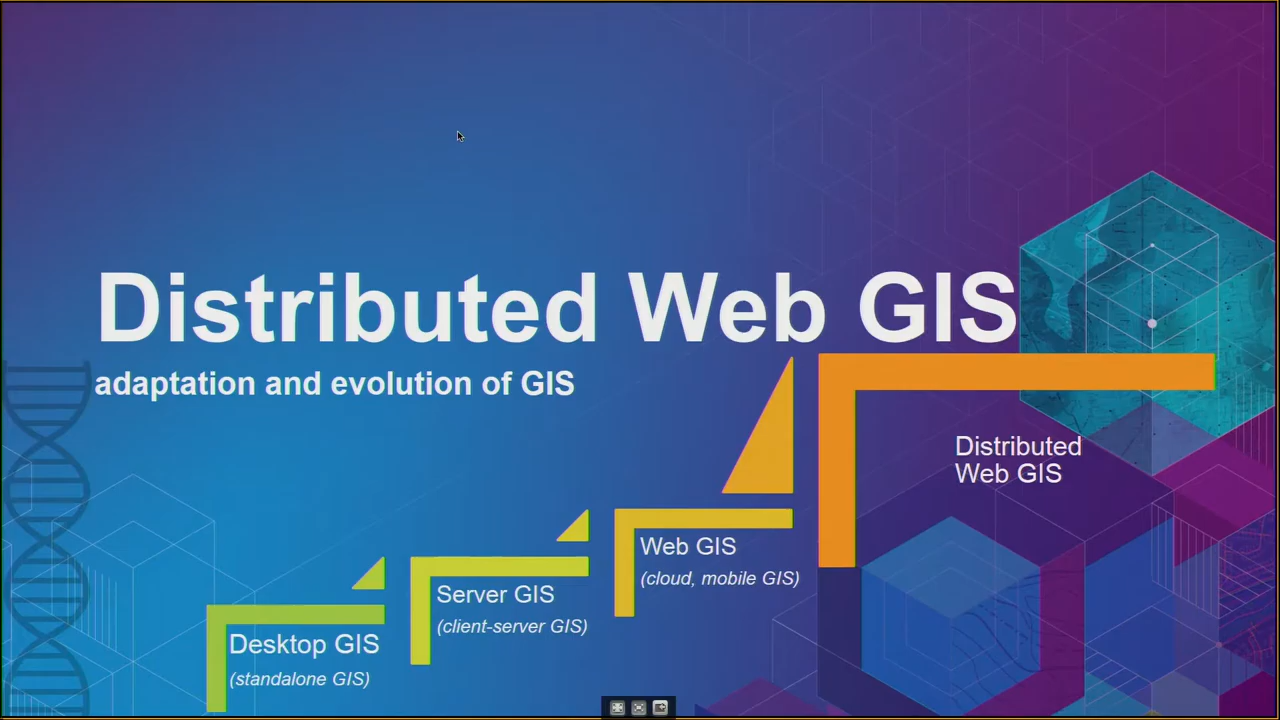 Distributed Web GIS
adaptation and evolution of GIS
Distributed
Web GIS
Web GIS
(cloud, mobile GIS)
Server GIS
(client-server GIS)
Desktop GIS
(standalone GIS)